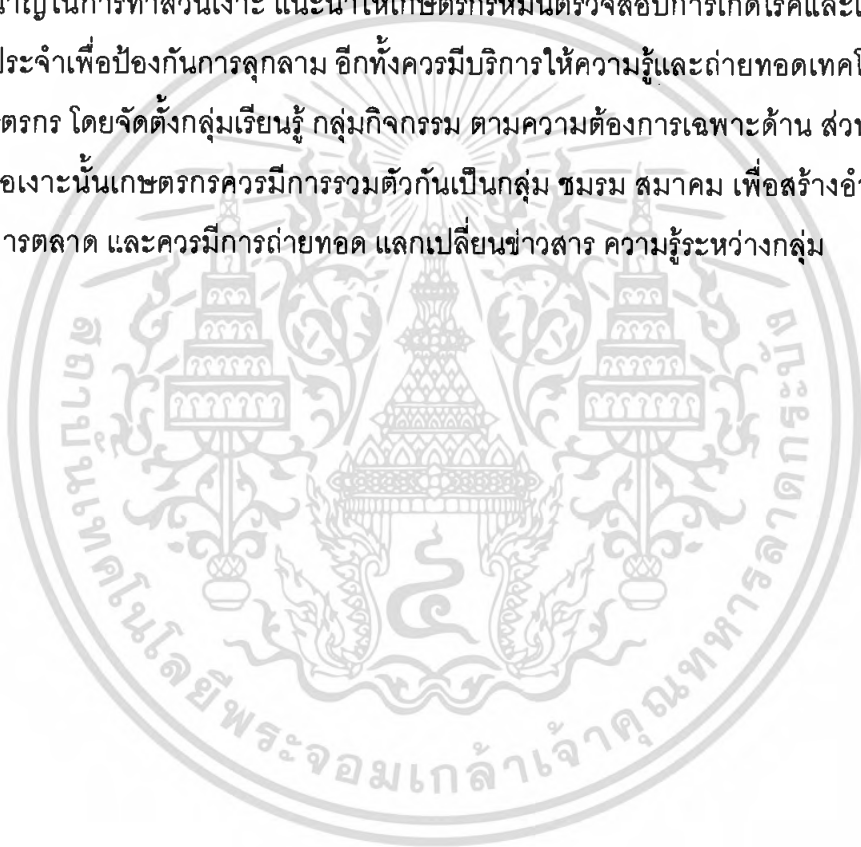 นาญในการทำสวนเงาะ แนะนำให้เกษตรกรหมั่นตรวจสอบการเกิดโรคและแ
ประจำเพื่อป้องกันการลุกลาม อีกทั้งควรมีบริการให้ความรู้และถ่ายทอดเทคโ
ตรกร โดยจัดตั้งกลุ่มเรียนรู้ กลุ่มกิจกรรม ตามความต้องการเฉพาะด้าน ส่วน
อเงาะนั้นเกษตรกรควรมีการรวมตัวกันเป็นกลุ่ม ชมรม สมาคม เพื่อสร้างอำ
ารตลาด และควรมีการถ่ายทอด แลกเปลี่ยนข่าวสาร ความรู้ระหว่างกลุ่ม
สถาบันเทคโนโลยีพระจอมเกล้าเจ้าคุณทหารลาดกระบัง